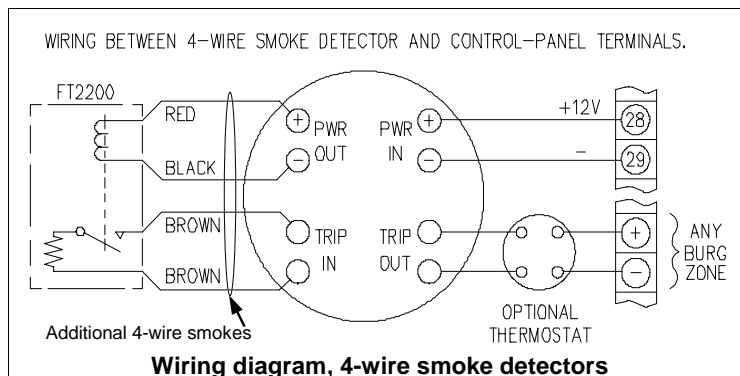 WIRING BETWEEN 4-WIRE SMOKE DETECTOR AND CONTROL-PANEL TERMINALS.
FT2200
RED
BLACK
BROWN
BROWN
+ PWR OUT -
PWR IN + -
TRIP IN
TRIP OUT
+12V
-
28
29
+
-
ANY
BURG
ZONE
OPTIONAL
THERMOSTAT
Additional 4-wire smokes
Wiring diagram, 4-wire smoke detectors